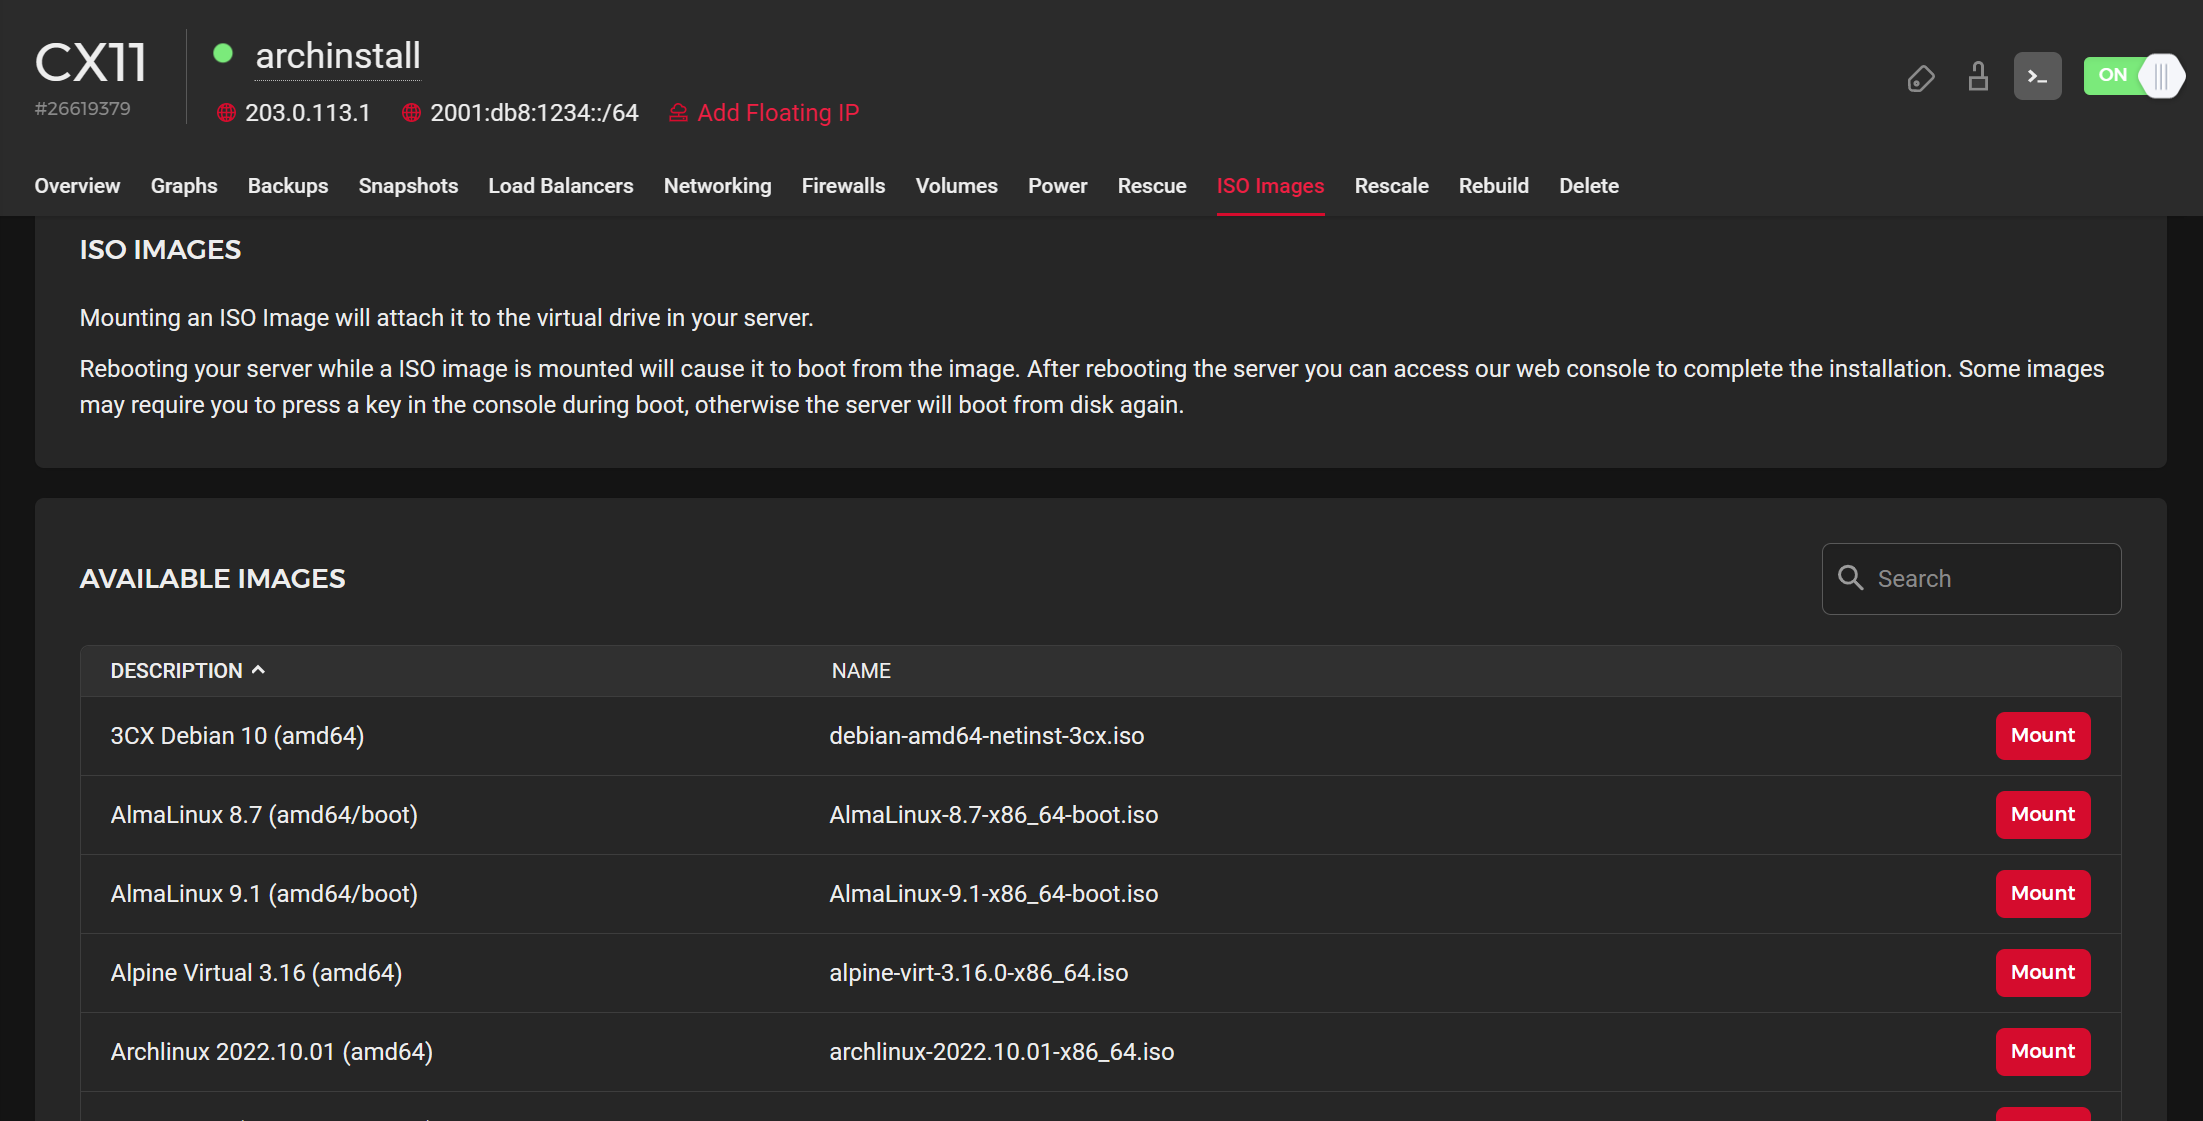 CX11
#26619379
archinstall
203.0.113.1 2001:db8:1234::/64 Add Floating IP
>_
ON
Overview Graphs Backups Snapshots Load Balancers Networking Firewalls Volumes Power Rescue ISO Images Rescale Rebuild Delete
ISO IMAGES
Mounting an ISO Image will attach it to the virtual drive in your server.
Rebooting your server while a ISO image is mounted will cause it to boot from the image. After rebooting the server you can access our web console to complete the installation. Some images
may require you to press a key in the console during boot, otherwise the server will boot from disk again.
AVAILABLE IMAGES
Search
DESCRIPTION NAME
3CX Debian 10 (amd64) debian-amd64-netinst-3cx.iso Mount
AlmaLinux 8.7 (amd64/boot) AlmaLinux-8.7-x86_64-boot.iso Mount
AlmaLinux 9.1 (amd64/boot) AlmaLinux-9.1-x86_64-boot.iso Mount
Alpine Virtual 3.16 (amd64) alpine-virt-3.16.0-x86_64.iso Mount
Archlinux 2022.10.01 (amd64) archlinux-2022.10.01-x86_64.iso Mount